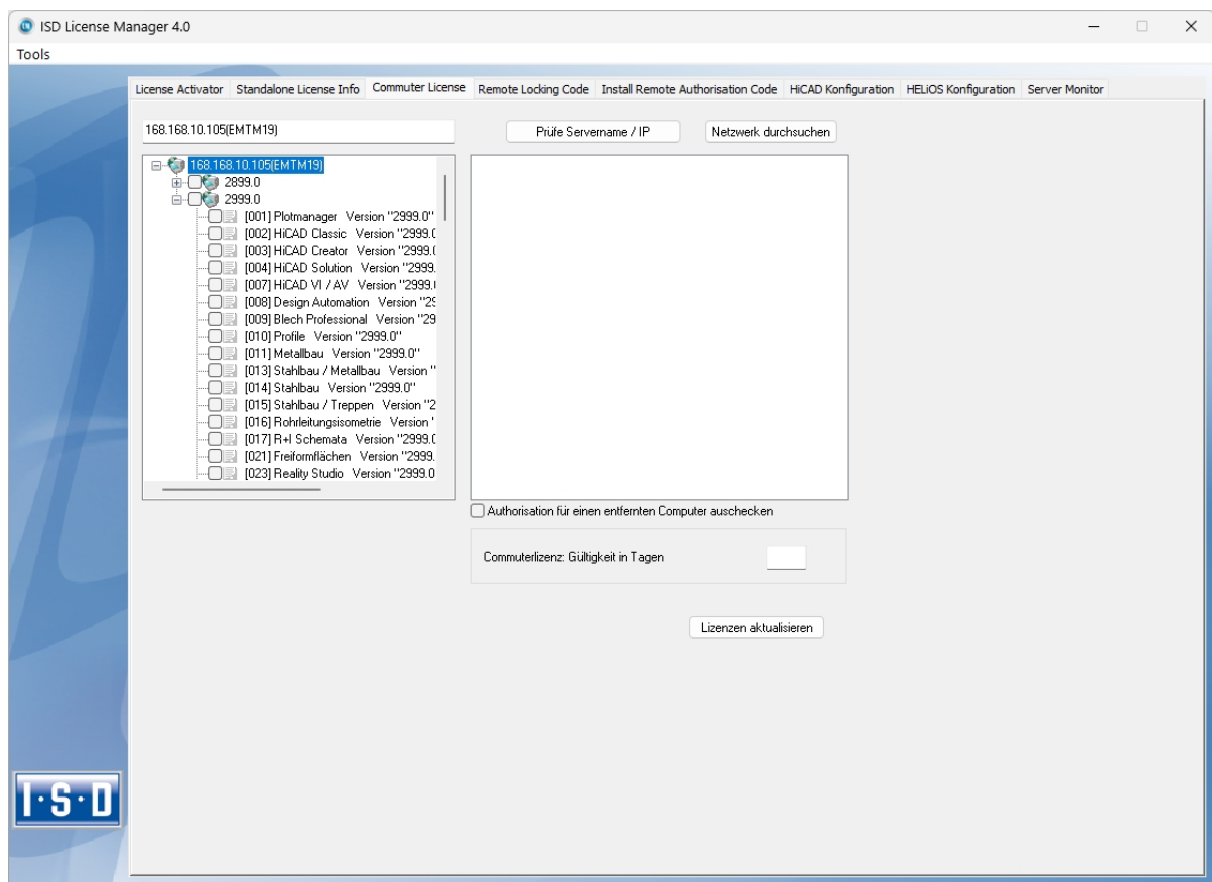 ISD License Manager 4.0
Tools
License Activator Standalone License Info Commuter License Remote Locking Code Install Remote Authorisation Code HiCAD Konfiguration HELiOS Konfiguration Server Monitor
168.168.10.105(EMTM19) Prüfe Servername / IP Netzwerk durchsuchen
168.168.10.105(EMTM19)
2899.0
2999.0
[001] Plotmanager Version "2999.0"
[002] HiCAD Classic Version "2999.0
[003] HiCAD Creator Version "2999.0
[004] HiCAD Solution Version "2999.
[007] HiCAD VI / AV Version "2999.
[008] Design Automation Version "29
[009] Blech Professional Version "29
[010] Profile Version "2999.0"
[011] Metallbau Version "2999.0"
[013] Stahlbau / Metallbau Version "
[014] Stahlbau Version "2999.0"
[015] Stahlbau / Treppen Version "2
[016] Rohrleitungsisometrie Version "
[017] R+I Schemata Version "2999.0
[021] Freiformflächen Version "2999.
[023] Reality Studio Version "2999.0
Authorisation für einen entfernten Computer auschecken
Commuterlizenz: Gültigkeit in Tagen
Lizenzen aktualisieren
I·S·D